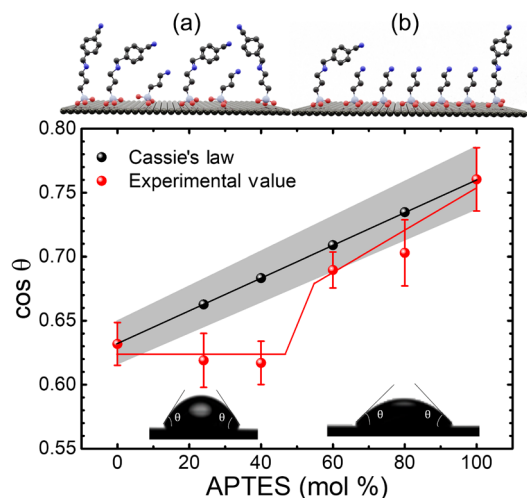 (a) (b)
0.80
Cassie's law
Experimental value
0.75
0.70
cos θ
0.65
0.60
θ θ θ θ
0.55
0 20 40 60 80 100
APTES (mol %)